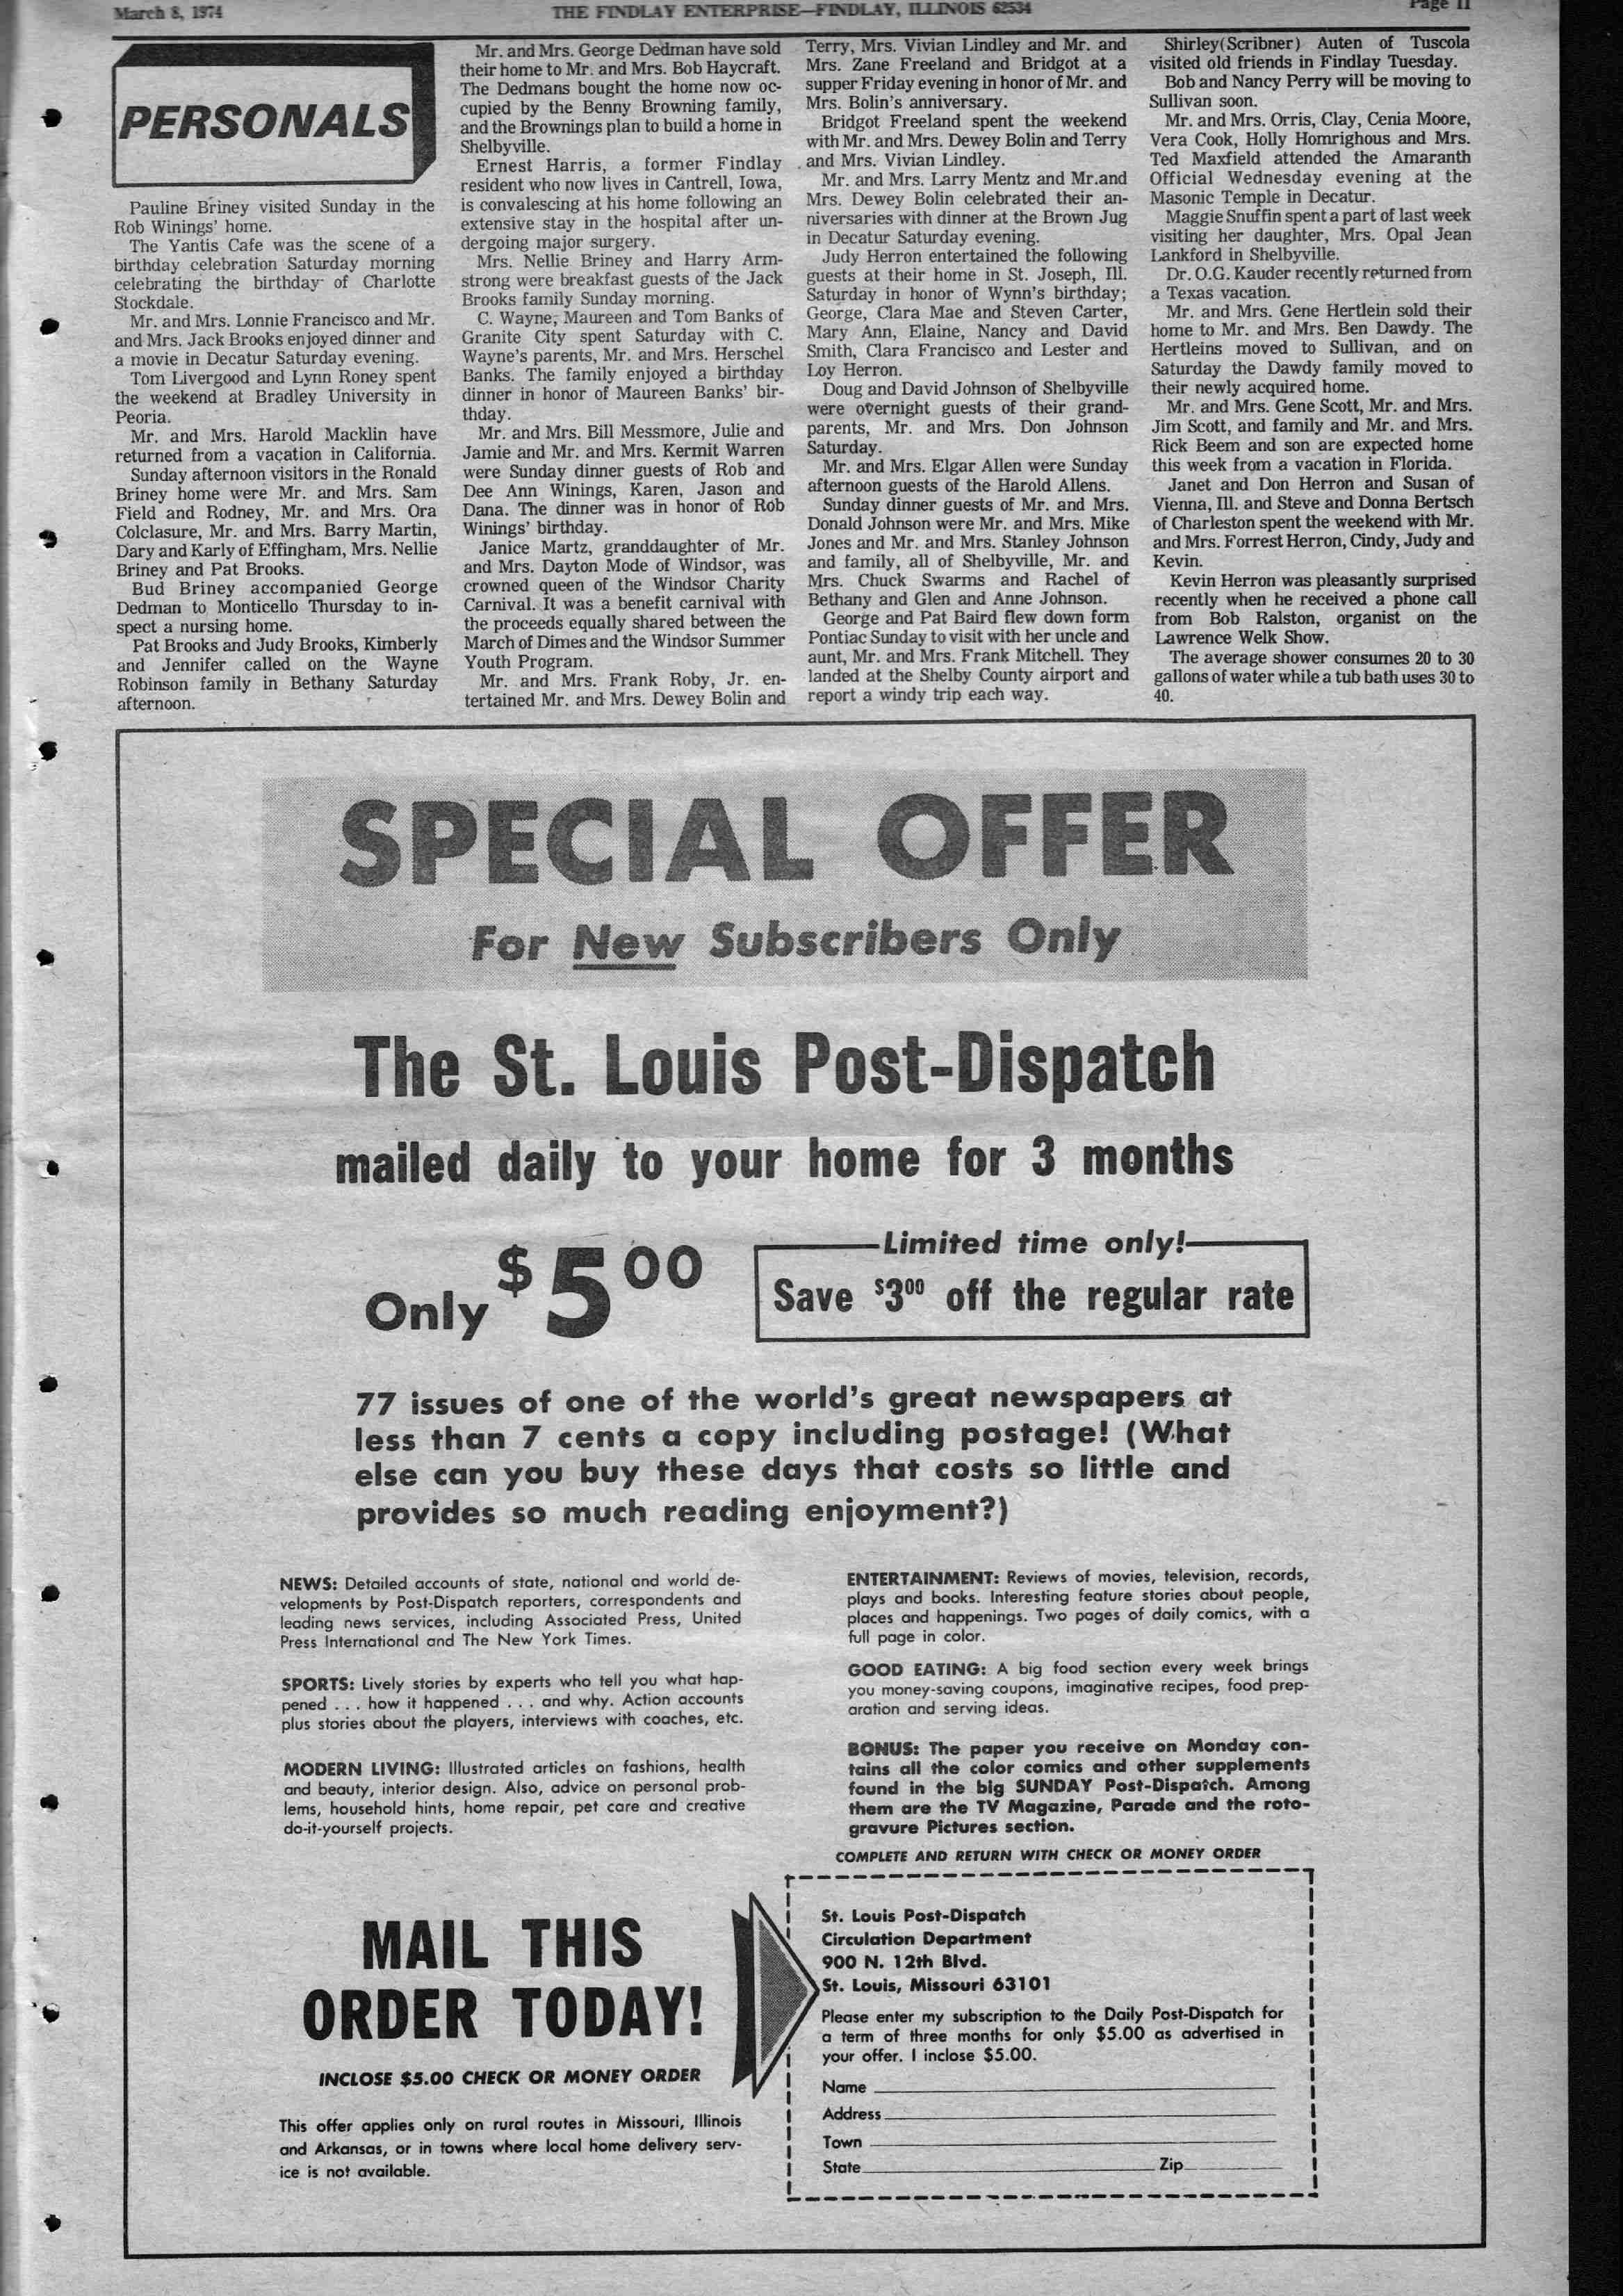 March 8, 1974
THE FINDLAY ENTERPRISE—FINDLAY, ILLINOIS 62534
Page 11
PERSONALS
Pauline Briney visited Sunday in the
Rob Winings' home.
The Yantis Cafe was the scene of a
birthday celebration Saturday morning
celebrating the birthday of Charlotte
Stockdale.
Mr. and Mrs. Lonnie Francisco and Mr.
and Mrs. Jack Brooks enjoyed dinner and
a movie in Decatur Saturday evening.
Tom Livergood and Lynn Roney spent
the weekend at Bradley University in
Peoria.
Mr. and Mrs. Harold Macklin have
returned from a vacation in California.
Sunday afternoon visitors in the Ronald
Briney home were Mr. and Mrs. Sam
Field and Rodney, Mr. and Mrs. Ora
Colclasure, Mr. and Mrs. Barry Martin,
Dary and Karly of Effingham, Mrs. Nellie
Briney and Pat Brooks.
Bud Briney accompanied George
Dedman to Monticello Thursday to in-
spect a nursing home.
Pat Brooks and Judy Brooks, Kimberly
and Jennifer called on the Wayne
Robinson family in Bethany Saturday
afternoon.
Mr. and Mrs. George Dedman have sold
their home to Mr. and Mrs. Bob Haycraft.
The Dedmans bought the home now oc-
cupied by the Benny Browning family,
and the Brownings plan to build a home in
Shelbyville.
Ernest Harris, a former Findlay
resident who now lives in Cantrell, Iowa,
is convalescing at his home following an
extensive stay in the hospital after un-
dergoing major surgery.
Mrs. Nellie Briney and Harry Arm-
strong were breakfast guests of the Jack
Brooks family Sunday morning.
C. Wayne, Maureen and Tom Banks of
Granite City spent Saturday with C.
Wayne's parents, Mr. and Mrs. Herschel
Banks. The family enjoyed a birthday
dinner in honor of Maureen Banks' bir-
thday.
Mr. and Mrs. Bill Messmore, Julie and
Jamie and Mr. and Mrs. Kermit Warren
were Sunday dinner guests of Rob and
Dee Ann Winings, Karen, Jason and
Dana. The dinner was in honor of Rob
Winings' birthday.
Janice Martz, granddaughter of Mr.
and Mrs. Dayton Mode of Windsor, was
crowned queen of the Windsor Charity
Carnival. It was a benefit carnival with
the proceeds equally shared between the
March of Dimes and the Windsor Summer
Youth Program.
Mr. and Mrs. Frank Roby, Jr. en-
tertained Mr. and Mrs. Dewey Bolin and
Terry, Mrs. Vivian Lindley and Mr. and
Mrs. Zane Freeland and Bridgot at a
supper Friday evening in honor of Mr. and
Mrs. Bolin's anniversary.
Bridgot Freeland spent the weekend
with Mr. and Mrs. Dewey Bolin and Terry
and Mrs. Vivian Lindley.
Mr. and Mrs. Larry Mentz and Mr.and
Mrs. Dewey Bolin celebrated their an-
niversaries with dinner at the Brown Jug
in Decatur Saturday evening.
Judy Herron entertained the following
guests at their home in St. Joseph, Ill.
Saturday in honor of Wynn's birthday;
George, Clara Mae and Steven Carter,
Mary Ann, Elaine, Nancy and David
Smith, Clara Francisco and Lester and
Loy Herron.
Doug and David Johnson of Shelbyville
were overnight guests of their grand-
parents, Mr. and Mrs. Don Johnson
Saturday.
Mr. and Mrs. Elgar Allen were Sunday
afternoon guests of the Harold Allens.
Sunday dinner guests of Mr. and Mrs.
Donald Johnson were Mr. and Mrs. Mike
Jones and Mr. and Mrs. Stanley Johnson
and family, all of Shelbyville, Mr. and
Mrs. Chuck Swarms and Rachel of
Bethany and Glen and Anne Johnson.
George and Pat Baird flew down form
Pontiac Sunday to visit with her uncle and
aunt, Mr. and Mrs. Frank Mitchell. They
landed at the Shelby County airport and
report a windy trip each way.
Shirley(Scribner) Auten of Tuscola
visited old friends in Findlay Tuesday.
Bob and Nancy Perry will be moving to
Sullivan soon.
Mr. and Mrs. Orris, Clay, Cenia Moore,
Vera Cook, Holly Homrighous and Mrs.
Ted Maxfield attended the Amaranth
Official Wednesday evening at the
Masonic Temple in Decatur.
Maggie Snuffin spent a part of last week
visiting her daughter, Mrs. Opal Jean
Lankford in Shelbyville.
Dr. O.G. Kauder recently returned from
a Texas vacation.
Mr. and Mrs. Gene Hertlein sold their
home to Mr. and Mrs. Ben Dawdy. The
Hertleins moved to Sullivan, and on
Saturday the Dawdy family moved to
their newly acquired home.
Mr. and Mrs. Gene Scott, Mr. and Mrs.
Jim Scott, and family and Mr. and Mrs.
Rick Beem and son are expected home
this week from a vacation in Florida.
Janet and Don Herron and Susan of
Vienna, Ill. and Steve and Donna Bertsch
of Charleston spent the weekend with Mr.
and Mrs. Forrest Herron, Cindy, Judy and
Kevin.
Kevin Herron was pleasantly surprised
recently when he received a phone call
from Bob Ralston, organist on the
Lawrence Welk Show.
The average shower consumes 20 to 30
gallons of water while a tub bath uses 30 to
40.
SPECIAL OFFER
For New Subscribers Only
The St. Louis Post-Dispatch
mailed daily to your home for 3 months
Only $5 00
Limited time only!
Save $3 00 off the regular rate
77 issues of one of the world's great newspapers at
less than 7 cents a copy including postage! (What
else can you buy these days that costs so little and
provides so much reading enjoyment?)
NEWS: Detailed accounts of state, national and world de-
velopments by Post-Dispatch reporters, correspondents and
leading news services, including Associated Press, United
Press International and The New York Times.
SPORTS: Lively stories by experts who tell you what hap-
pened . . . how it happened . . . and why. Action accounts
plus stories about the players, interviews with coaches, etc.
MODERN LIVING: Illustrated articles on fashions, health
and beauty, interior design. Also, advice on personal prob-
lems, household hints, home repair, pet care and creative
do-it-yourself projects.
ENTERTAINMENT: Reviews of movies, television, records,
plays and books. Interesting feature stories about people,
places and happenings. Two pages of daily comics, with a
full page in color.
GOOD EATING: A big food section every week brings
you money-saving coupons, imaginative recipes, food prep-
aration and serving ideas.
BONUS: The paper you receive on Monday con-
tains all the color comics and other supplements
found in the big SUNDAY Post-Dispatch. Among
them are the TV Magazine, Parade and the roto-
gravure Pictures section.
COMPLETE AND RETURN WITH CHECK OR MONEY ORDER
MAIL THIS
ORDER TODAY!
INCLOSE $5.00 CHECK OR MONEY ORDER
This offer applies only on rural routes in Missouri, Illinois
and Arkansas, or in towns where local home delivery serv-
ice is not available.
St. Louis Post-Dispatch
Circulation Department
900 N. 12th Blvd.
St. Louis, Missouri 63101
Please enter my subscription to the Daily Post-Dispatch for
a term of three months for only $5.00 as advertised in
your offer. I inclose $5.00.
Name
Address
Town
State Zip